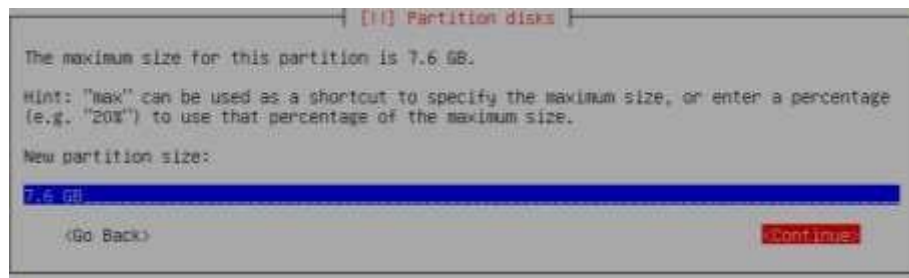 [!!] Partition disks
The maximum size for this partition is 7.6 GB.
Hint: "max" can be used as a shortcut to specify the maximum size, or enter a percentage
(e.g. "20%") to use that percentage of the maximum size.
New partition size:
7.6 GB
<Go Back> <Continue>